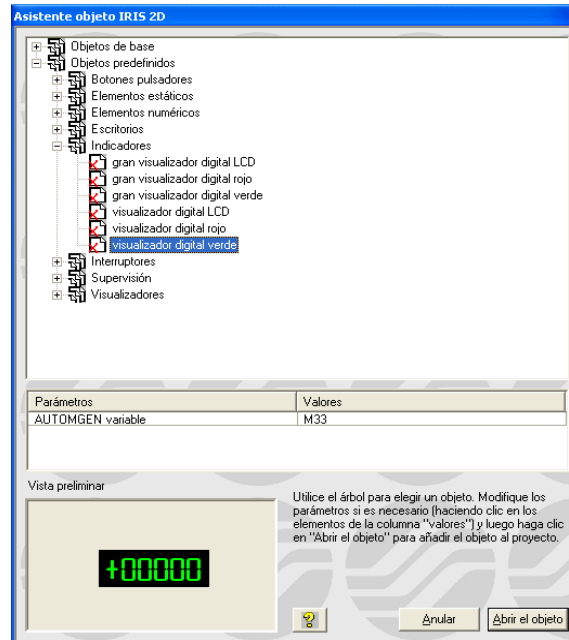 Asistente objeto IRIS 2D
Objetos de base
Objetos predefinidos
Botones pulsadores
Elementos estáticos
Elementos numéricos
Escritorios
Indicadores
gran visualizador digital LCD
gran visualizador digital rojo
gran visualizador digital verde
visualizador digital LCD
visualizador digital rojo
visualizador digital verde
Interruptores
Supervisión
Visualizadores
Parámetros Valores
AUTOMGEN variable M33
Vista preliminar
Utilice el árbol para elegir un objeto. Modifique los
parámetros si es necesario (haciendo clic en los
elementos de la columna "valores") y luego haga clic
en "Abrir el objeto" para añadir el objeto al proyecto.
+00000
? Anular Abrir el objeto